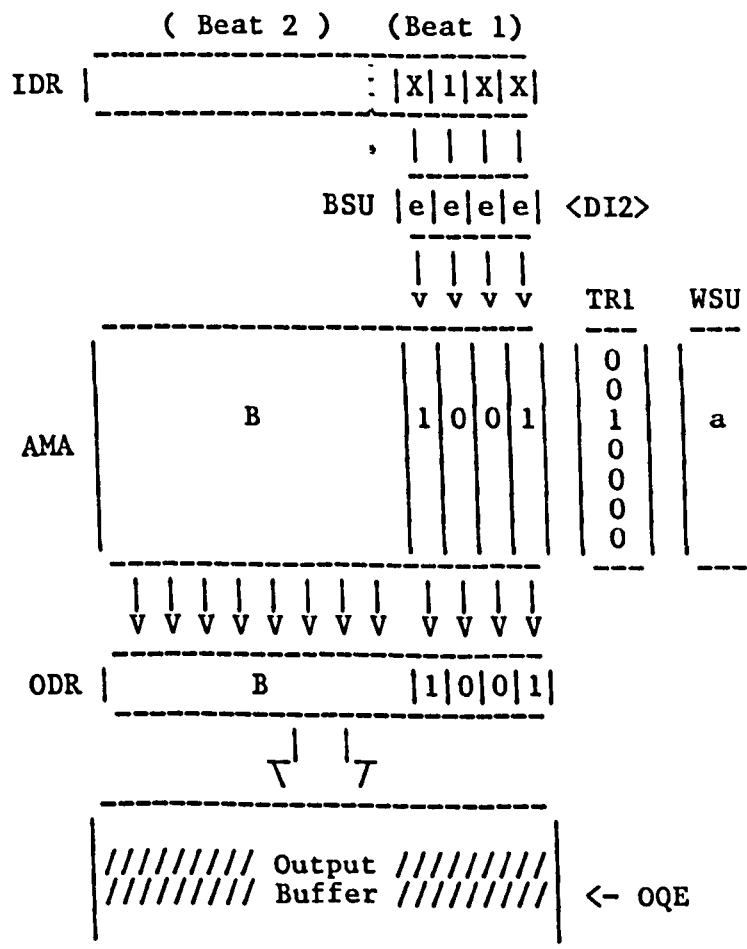 ( Beat 2 ) (Beat 1)
IDR | : |X|1|X|X|
| | | |
BSU |e|e|e|e| <DI2>
| | | |
v v v v TR1 WSU
0
0
B 1 0 0 1 1 a
AMA 0
0
0
0
| | | | | | | | | | | |
V V V V V V V V V V V V
ODR | B |1|0|0|1|
///////// Output /////////
///////// Buffer ///////// <- OQE